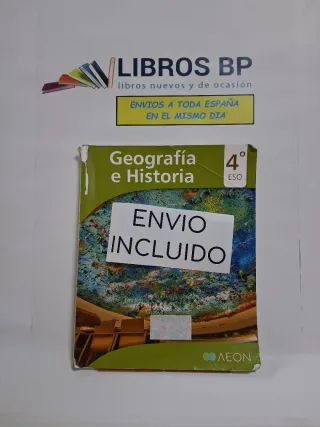 LIBROS BP
libros nuevos y de ocasión
ENVIOS A TODA ESPAÑA
EN EL MISMO DIA
Geografía
e Historia
4º
ESO
ENVIO
INCLUIDO
AEON